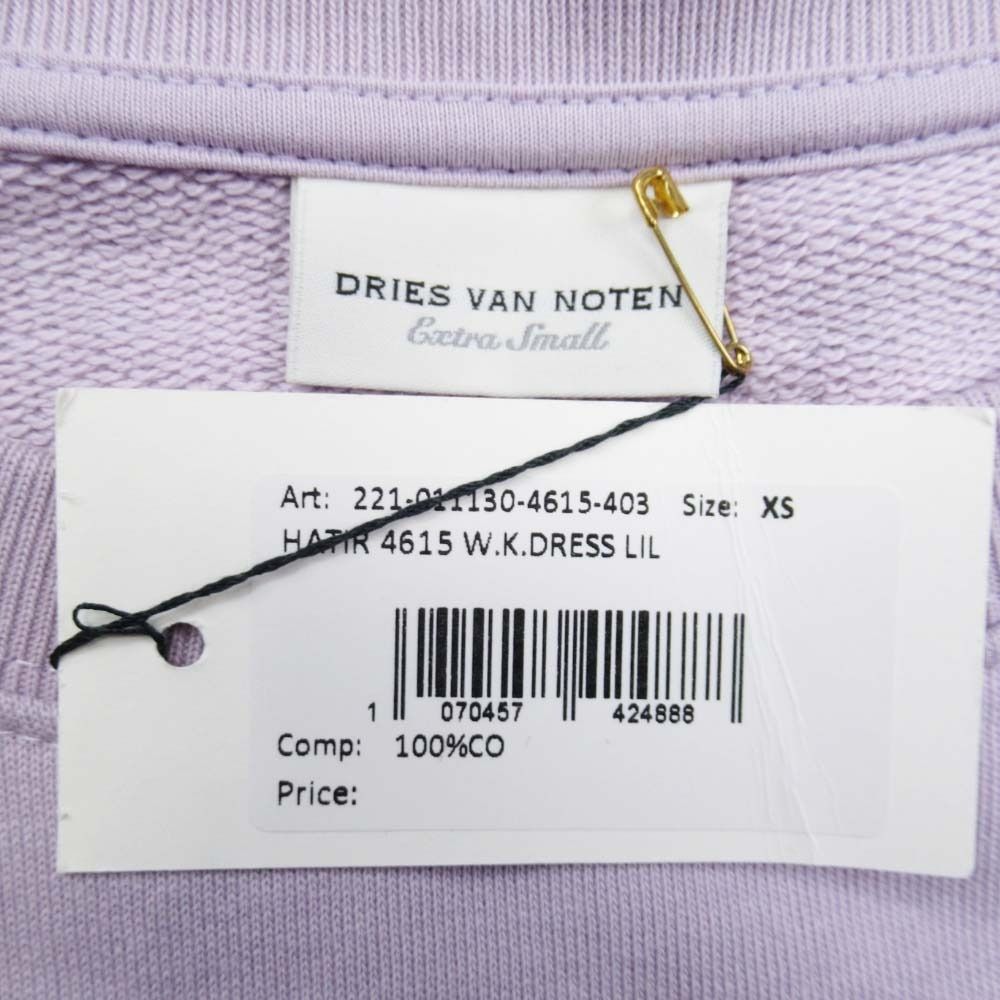 DRIES VAN NOTEN
Extra Small
Art: 221-011130-4615-403 Size: XS
HATIR 4615 W.K.DRESS LIL
1 070457 424888
Comp: 100%CO
Price: